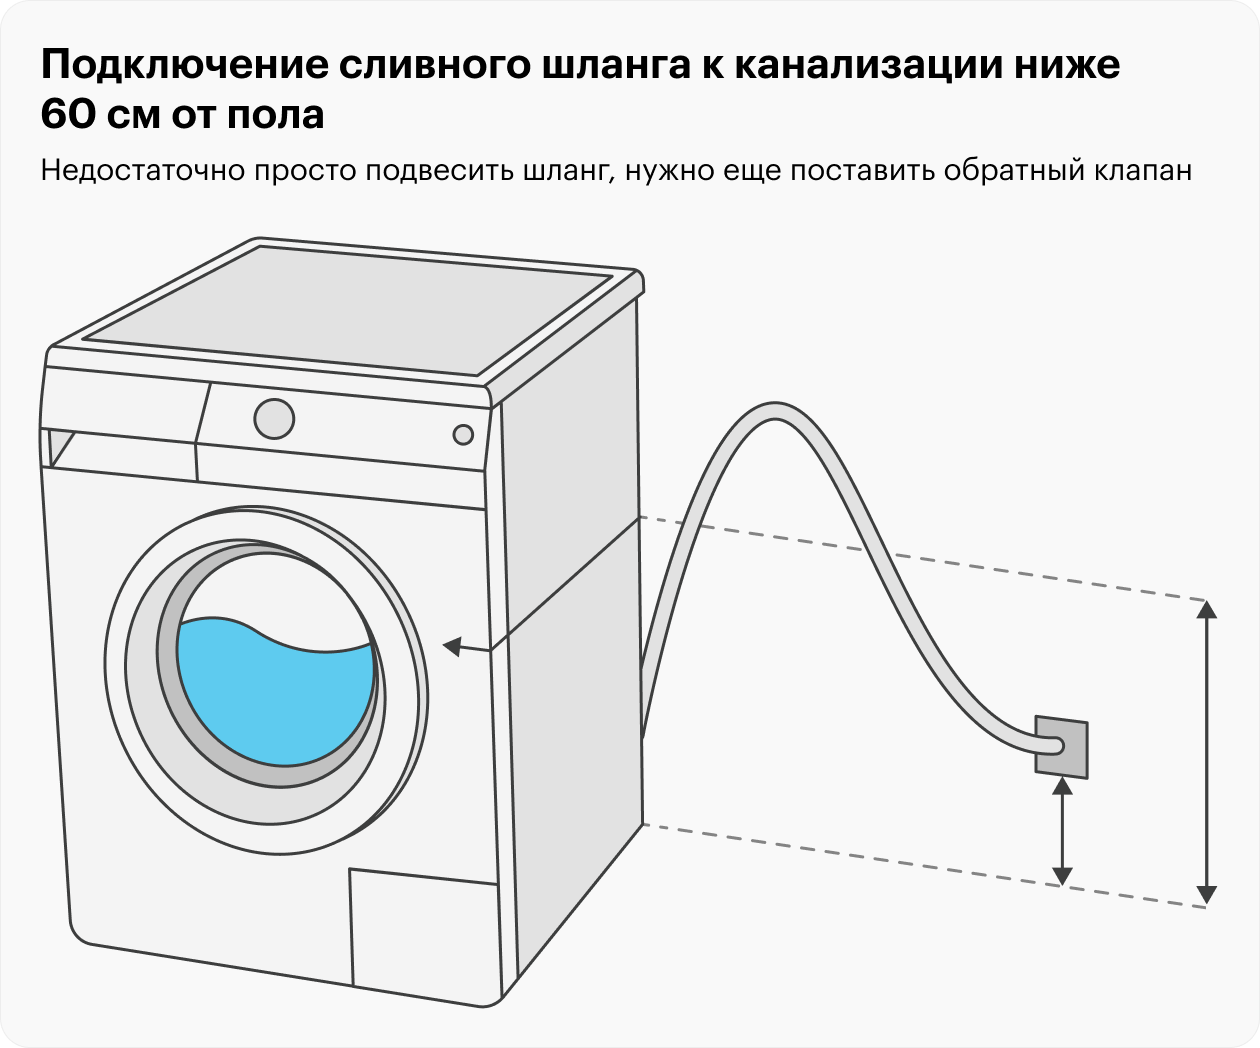 Подключение сливного шланга к канализации ниже
60 см от пола
Недостаточно просто подвесить шланг, нужно еще поставить обратный клапан